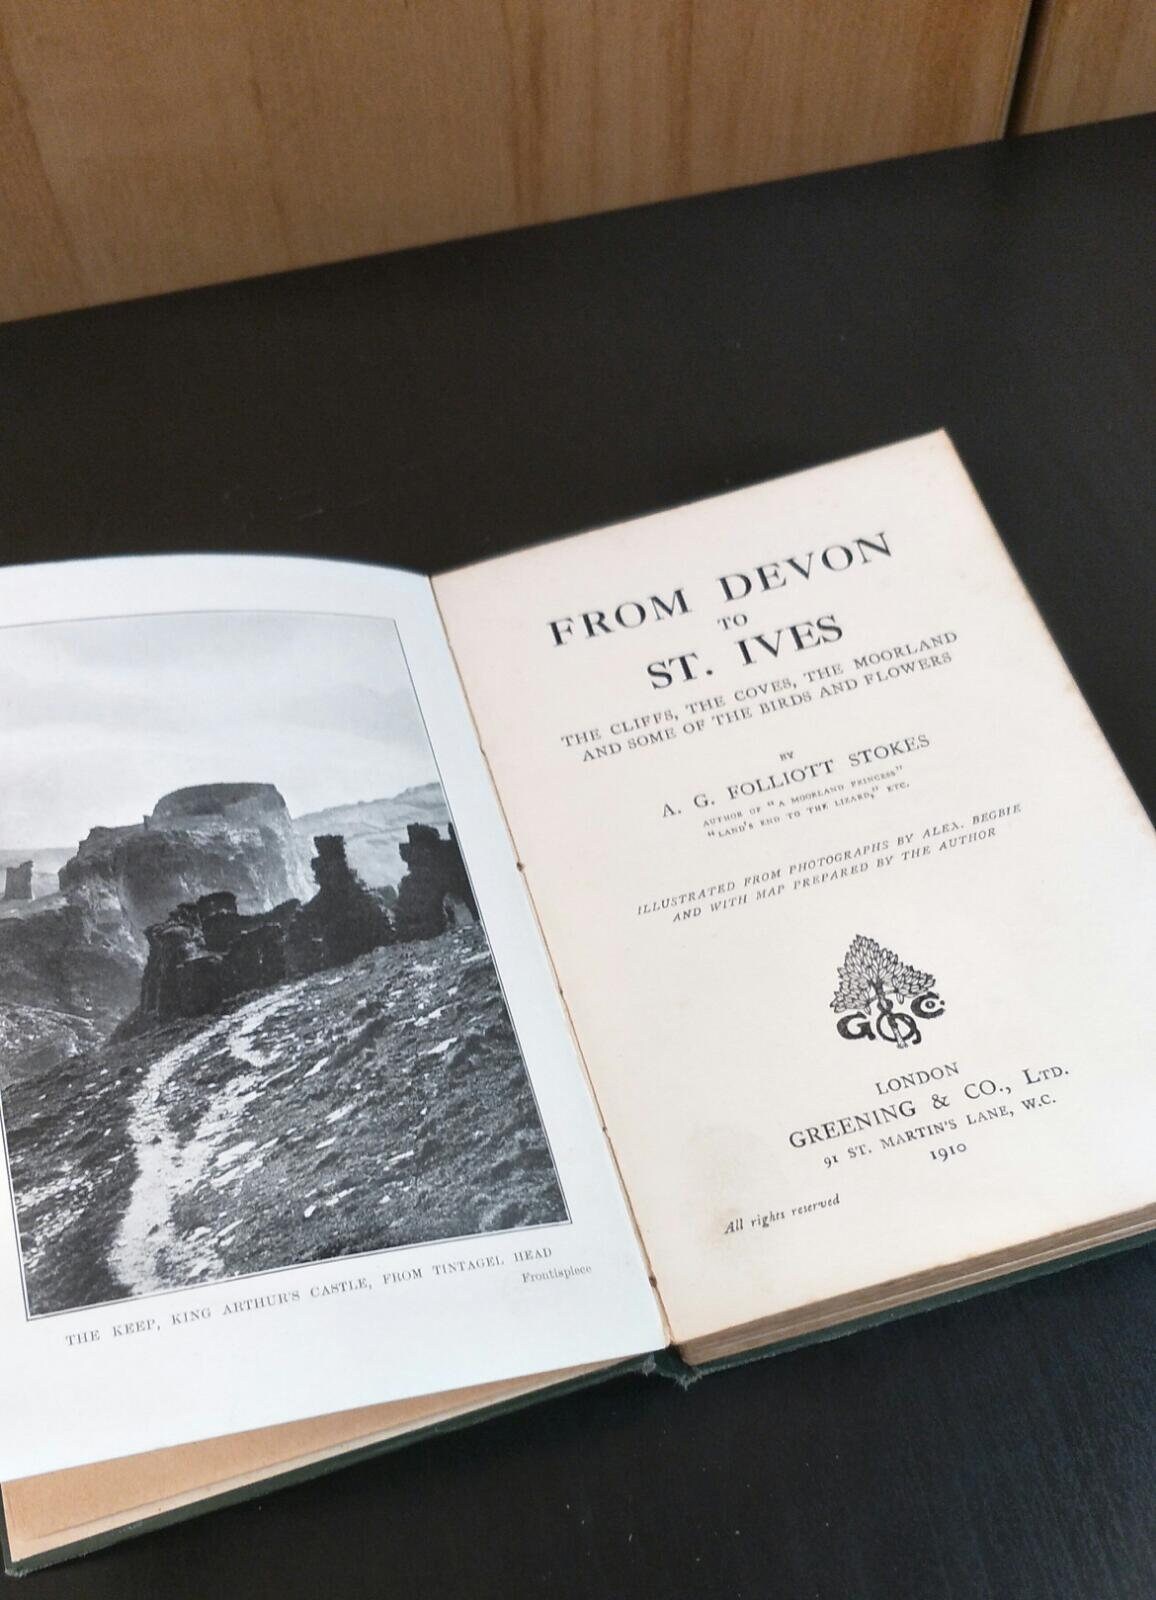 THE KEEP, KING ARTHUR'S CASTLE, FROM TINTAGEL HEAD
Frontispiece
FROM DEVON
TO
ST. IVES
THE CLIFFS, THE COVES, THE MOORLAND
AND SOME OF THE BIRDS AND FLOWERS
BY
A. G. FOLLIOTT STOKES
AUTHOR OF "A MOORLAND PRINCESS"
"LAND'S END TO THE LIZARD," ETC.
ILLUSTRATED FROM PHOTOGRAPHS BY ALEX. BEGBIE
AND WITH MAP PREPARED BY THE AUTHOR
G & Co.
LONDON
GREENING & CO., LTD.
91 ST. MARTIN'S LANE, W.C.
1910
All rights reserved